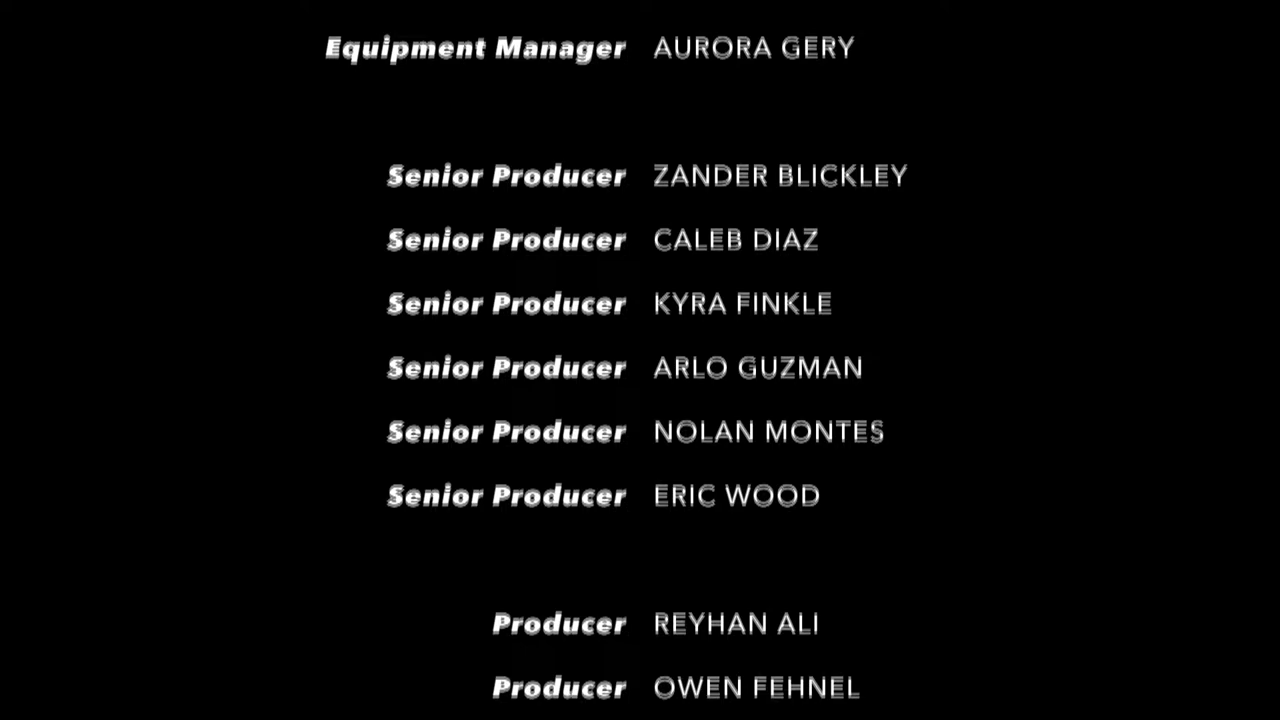 Equipment Manager AURORA GERY
Senior Producer ZANDER BLICKLEY
Senior Producer CALEB DIAZ
Senior Producer KYRA FINKLE
Senior Producer ARLO GUZMAN
Senior Producer NOLAN MONTES
Senior Producer ERIC WOOD
Producer REYHAN ALI
Producer OWEN FEHNEL